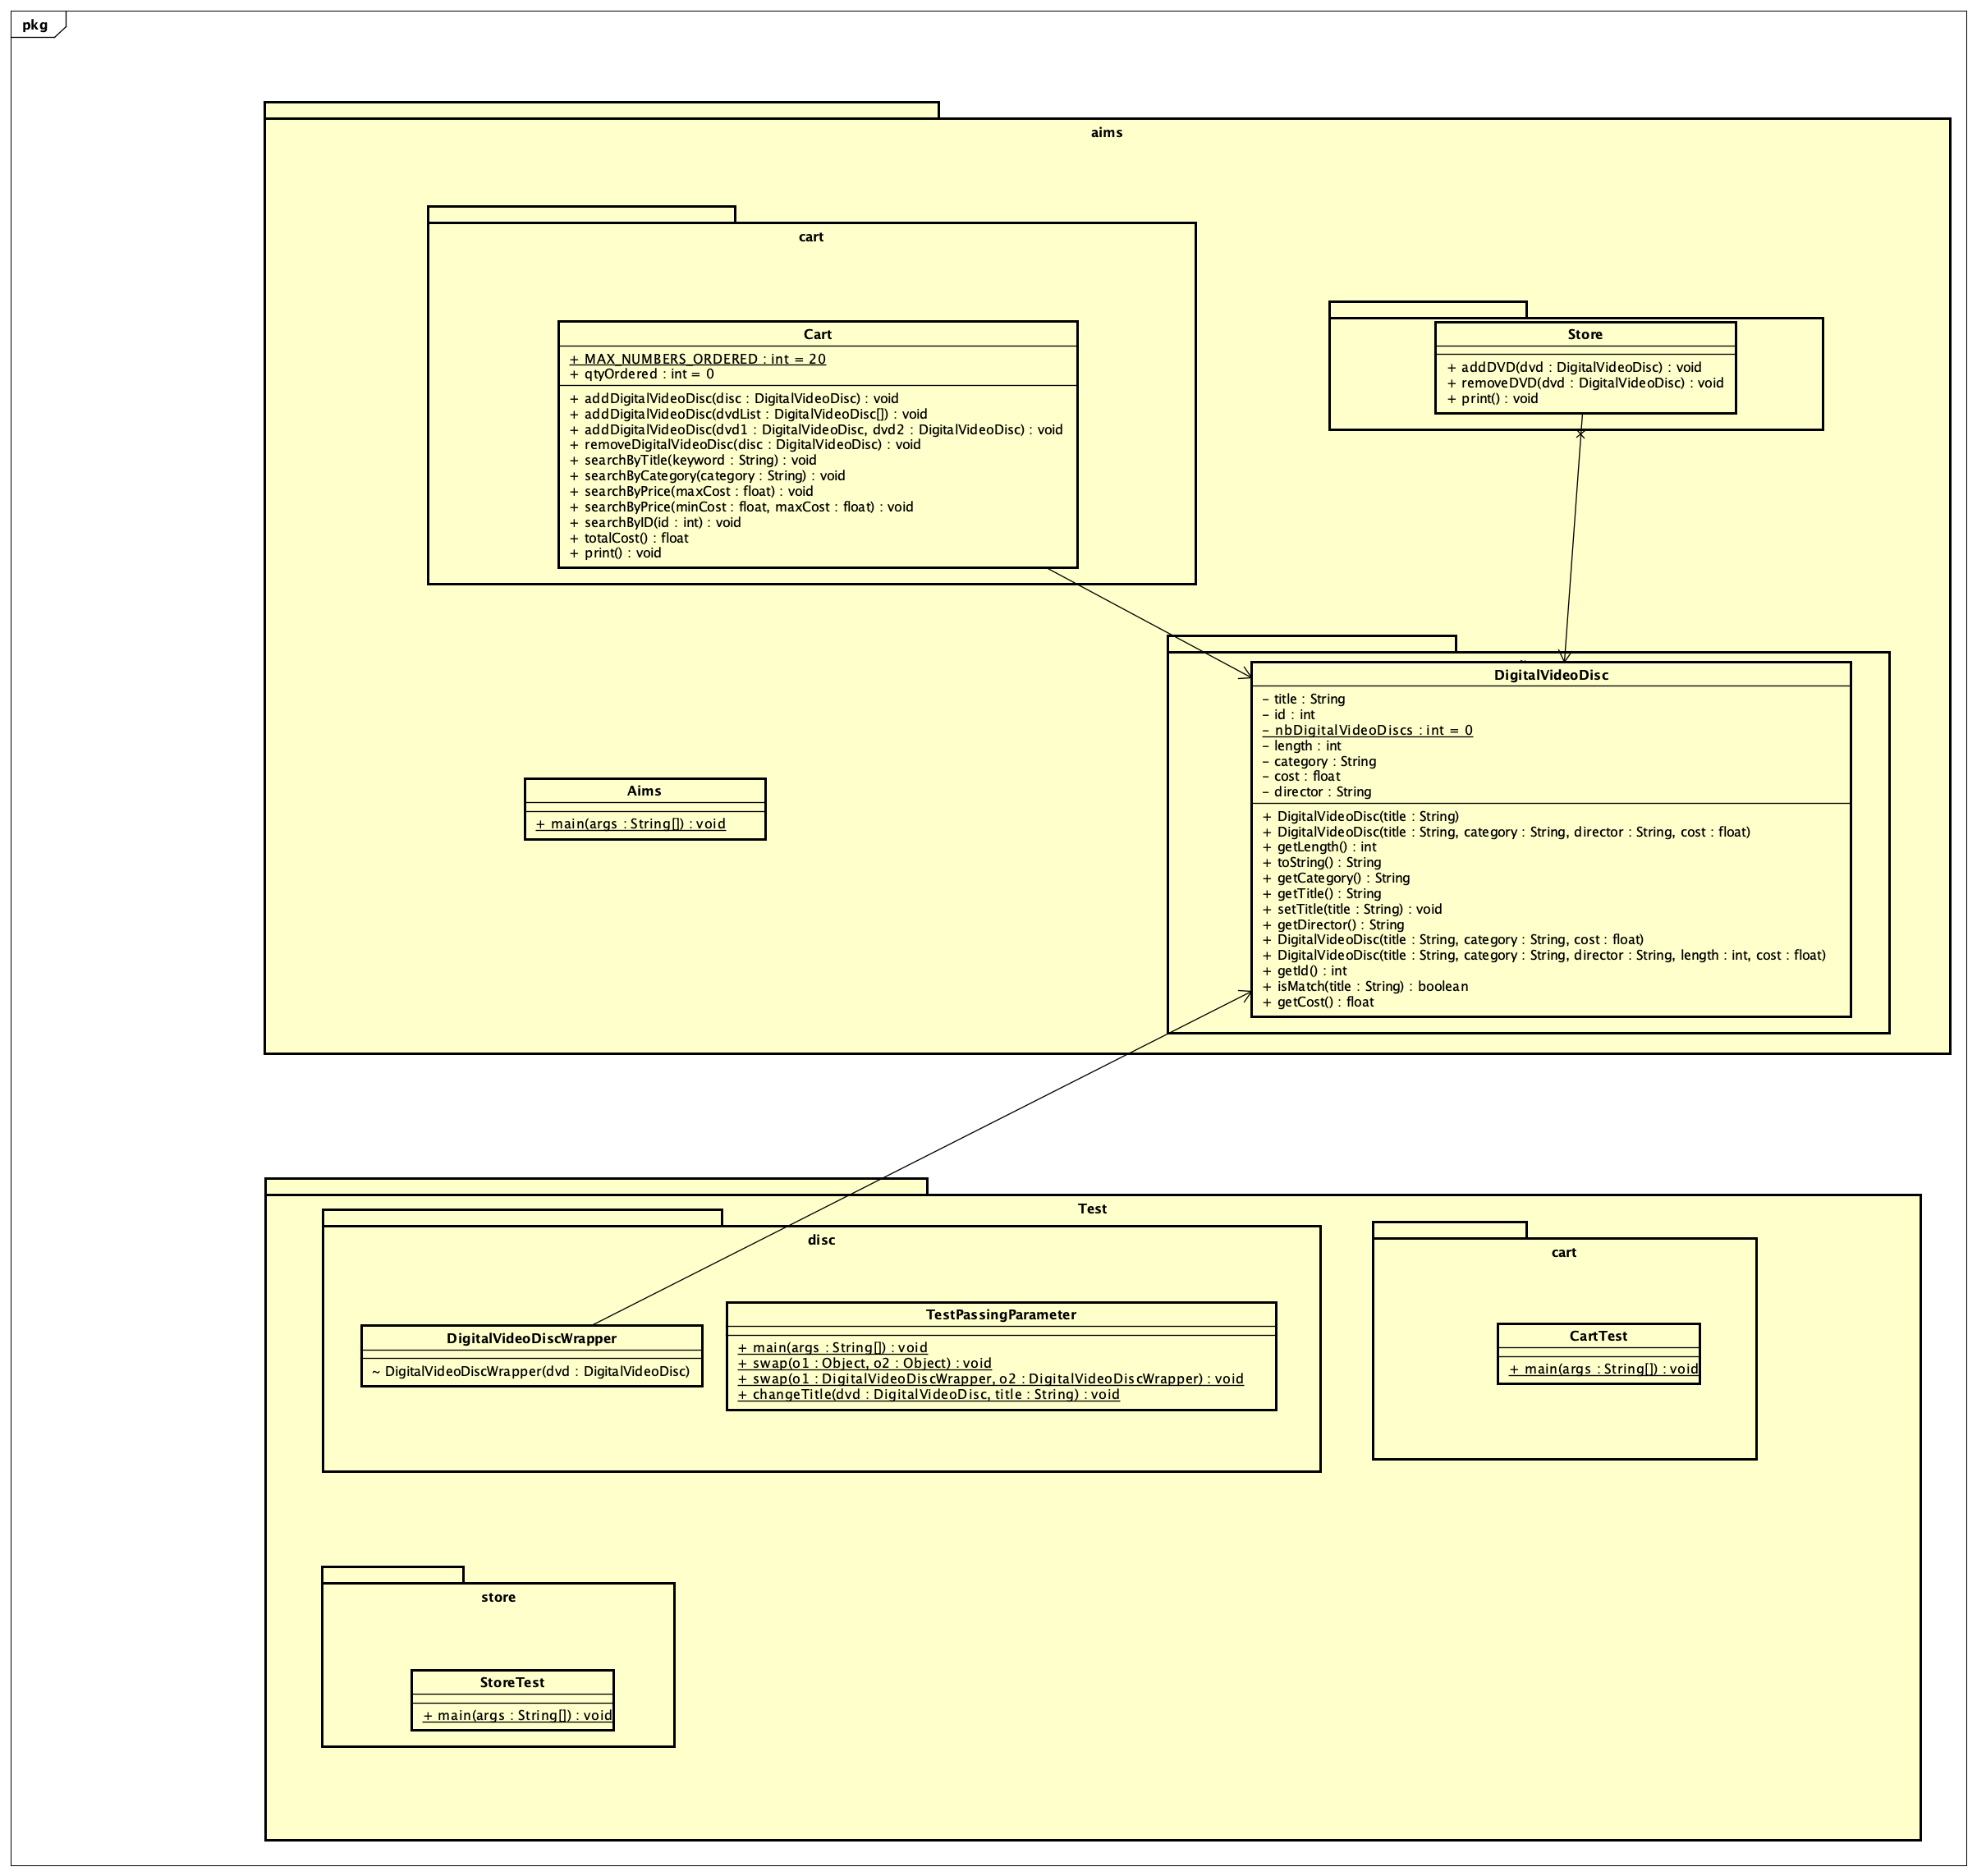 pkg
aims
cart
Cart
+ MAX_NUMBERS_ORDERED : int = 20
+ qtyOrdered : int = 0
+ addDigitalVideoDisc(disc : DigitalVideoDisc) : void
+ addDigitalVideoDisc(dvdList : DigitalVideoDisc[]) : void
+ addDigitalVideoDisc(dvd1 : DigitalVideoDisc, dvd2 : DigitalVideoDisc) : void
+ removeDigitalVideoDisc(disc : DigitalVideoDisc) : void
+ searchByTitle(keyword : String) : void
+ searchByCategory(category : String) : void
+ searchByPrice(maxCost : float) : void
+ searchByPrice(minCost : float, maxCost : float) : void
+ searchByID(id : int) : void
+ totalCost() : float
+ print() : void
Store
+ addDVD(dvd : DigitalVideoDisc) : void
+ removeDVD(dvd : DigitalVideoDisc) : void
+ print() : void
DigitalVideoDisc
– title : String
– id : int
– nbDigitalVideoDiscs : int = 0
– length : int
– category : String
– cost : float
– director : String
+ DigitalVideoDisc(title : String)
+ DigitalVideoDisc(title : String, category : String, director : String, cost : float)
+ getLength() : int
+ toString() : String
+ getCategory() : String
+ getTitle() : String
+ setTitle(title : String) : void
+ getDirector() : String
+ DigitalVideoDisc(title : String, category : String, cost : float)
+ DigitalVideoDisc(title : String, category : String, director : String, length : int, cost : float)
+ getId() : int
+ isMatch(title : String) : boolean
+ getCost() : float
Aims
+ main(args : String[]) : void
Test
disc
DigitalVideoDiscWrapper
~ DigitalVideoDiscWrapper(dvd : DigitalVideoDisc)
TestPassingParameter
+ main(args : String[]) : void
+ swap(o1 : Object, o2 : Object) : void
+ swap(o1 : DigitalVideoDiscWrapper, o2 : DigitalVideoDiscWrapper) : void
+ changeTitle(dvd : DigitalVideoDisc, title : String) : void
cart
CartTest
+ main(args : String[]) : void
store
StoreTest
+ main(args : String[]) : void